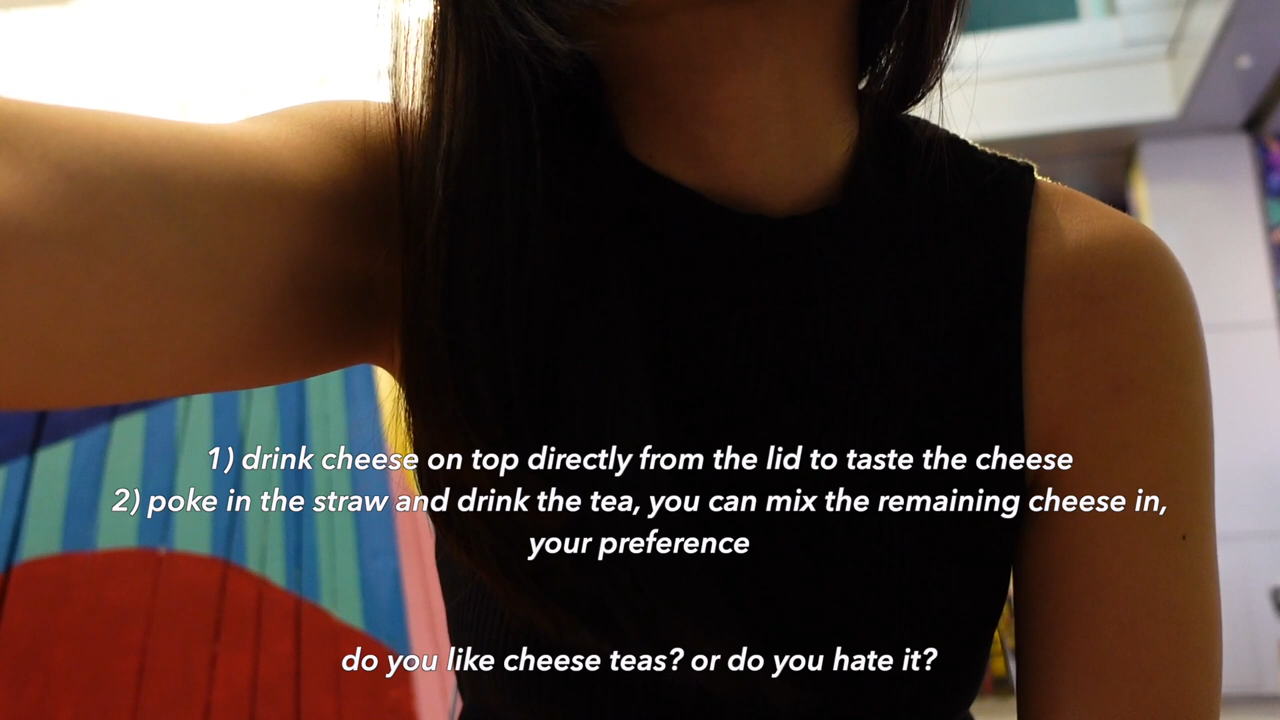 1) drink cheese on top directly from the lid to taste the cheese
2) poke in the straw and drink the tea, you can mix the remaining cheese in,
your preference
do you like cheese teas? or do you hate it?